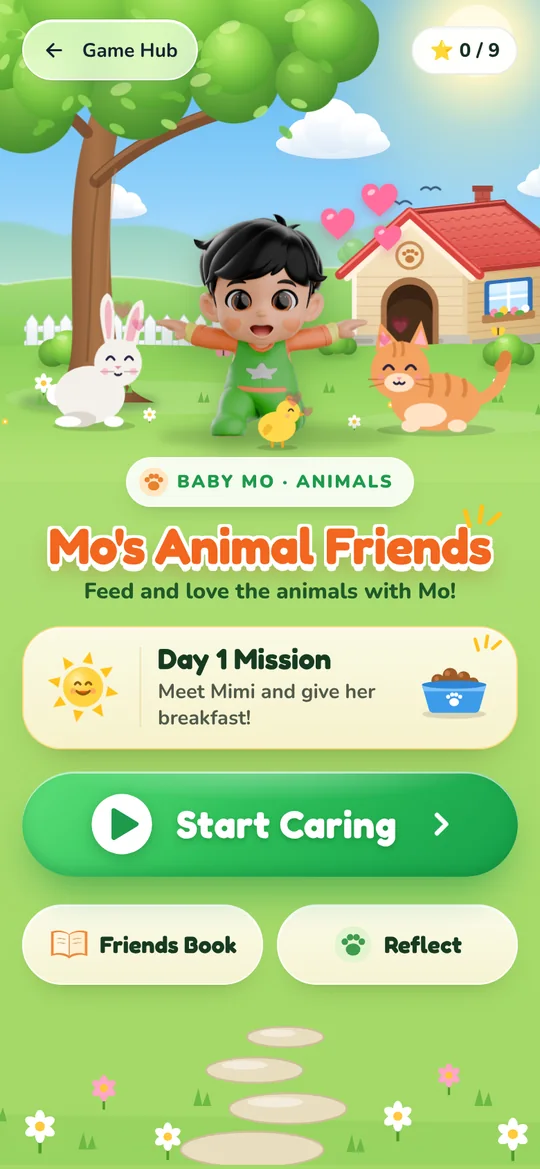 Game Hub
0 / 9
BABY MO · ANIMALS
Mo's Animal Friends
Feed and love the animals with Mo!
Day 1 Mission
Meet Mimi and give her
breakfast!
Start Caring
Friends Book
Reflect